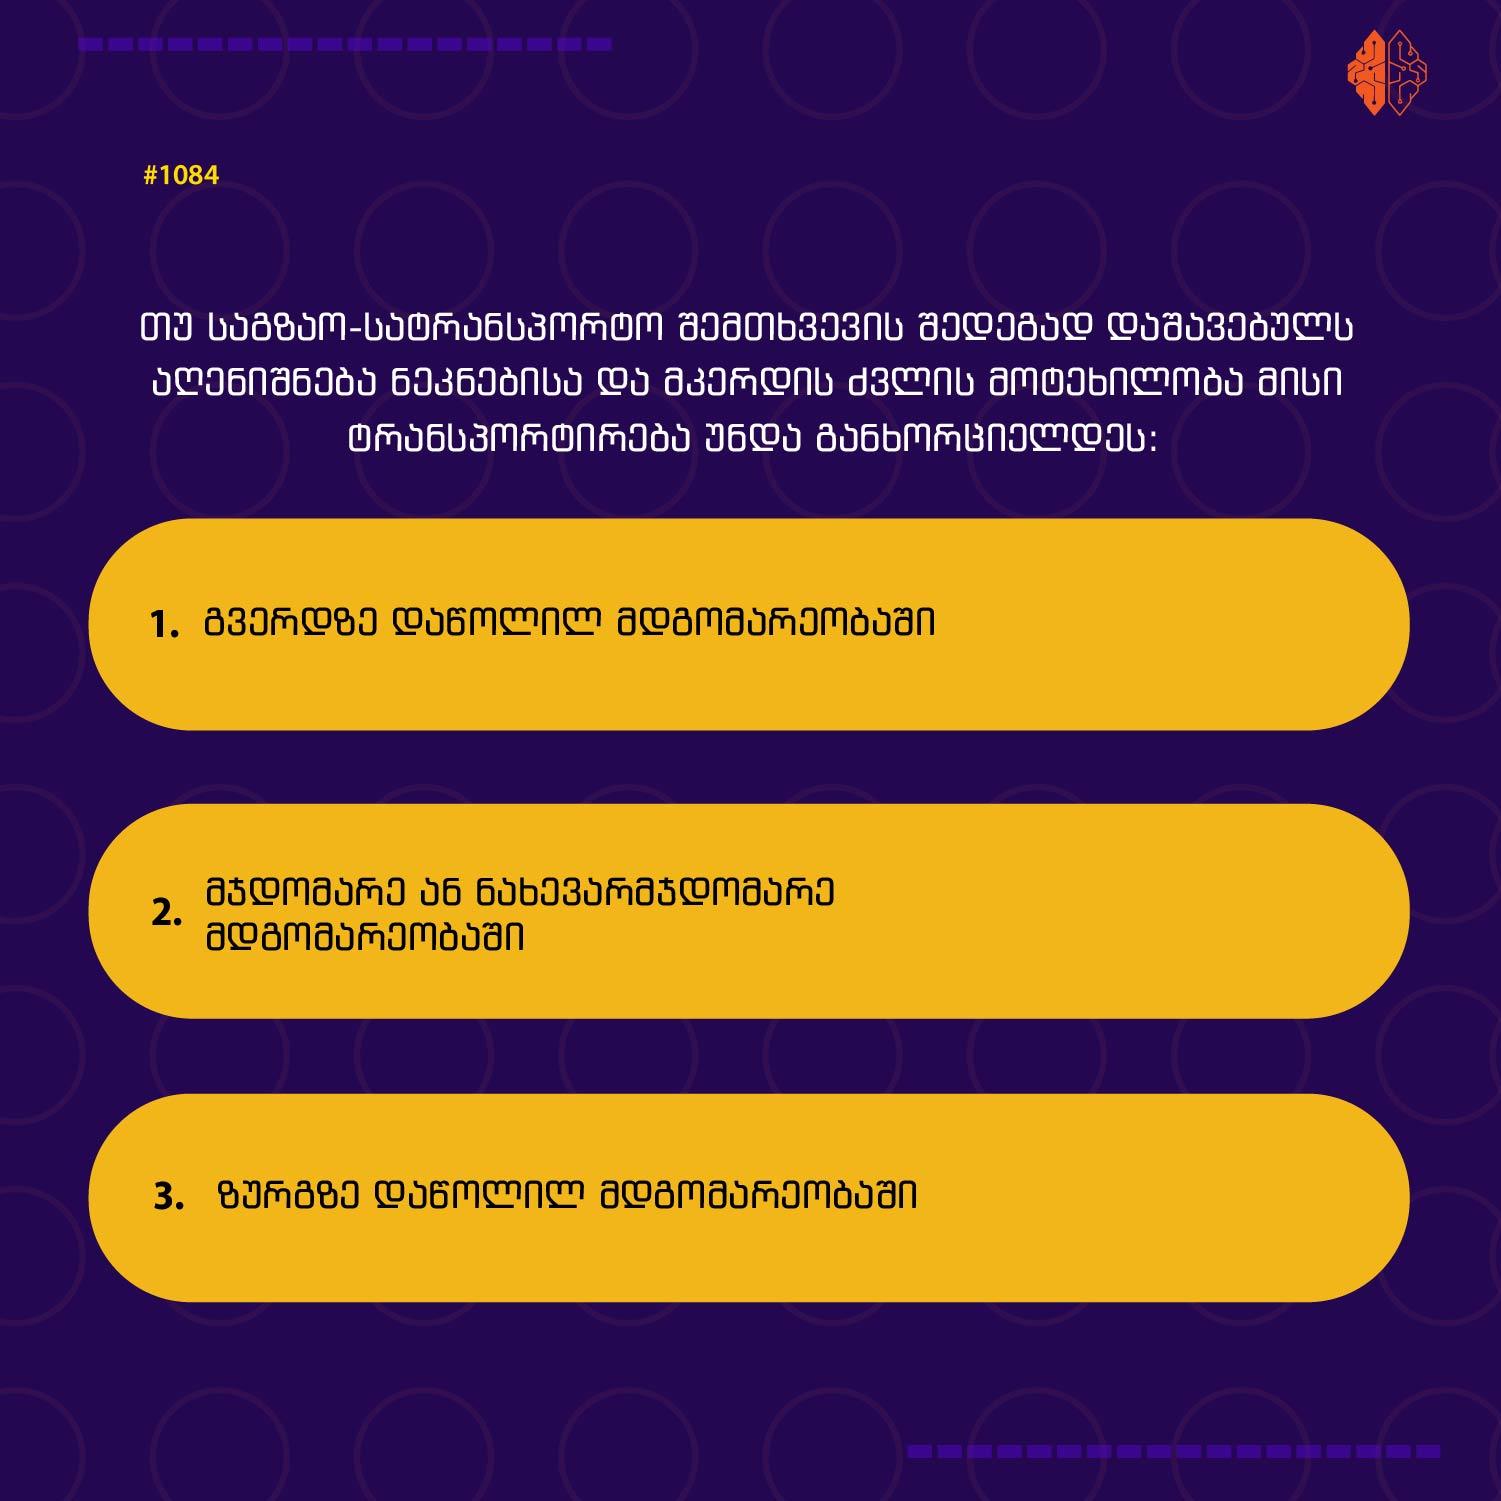 #1084
თუ საგზაო-სატრანსპორტო შემთხვევის შედეგად დაშავებულს
აღენიშნება ნეკნებისა და მკერდის ძვლის მოტეხილობა მისი
ტრანსპორტირება უნდა განხორციელდეს:
1. გვერდზე დაწოლილ მდგომარეობაში
2. მჯდომარე ან ნახევარმჯდომარე
მდგომარეობაში
3. ზურგზე დაწოლილ მდგომარეობაში